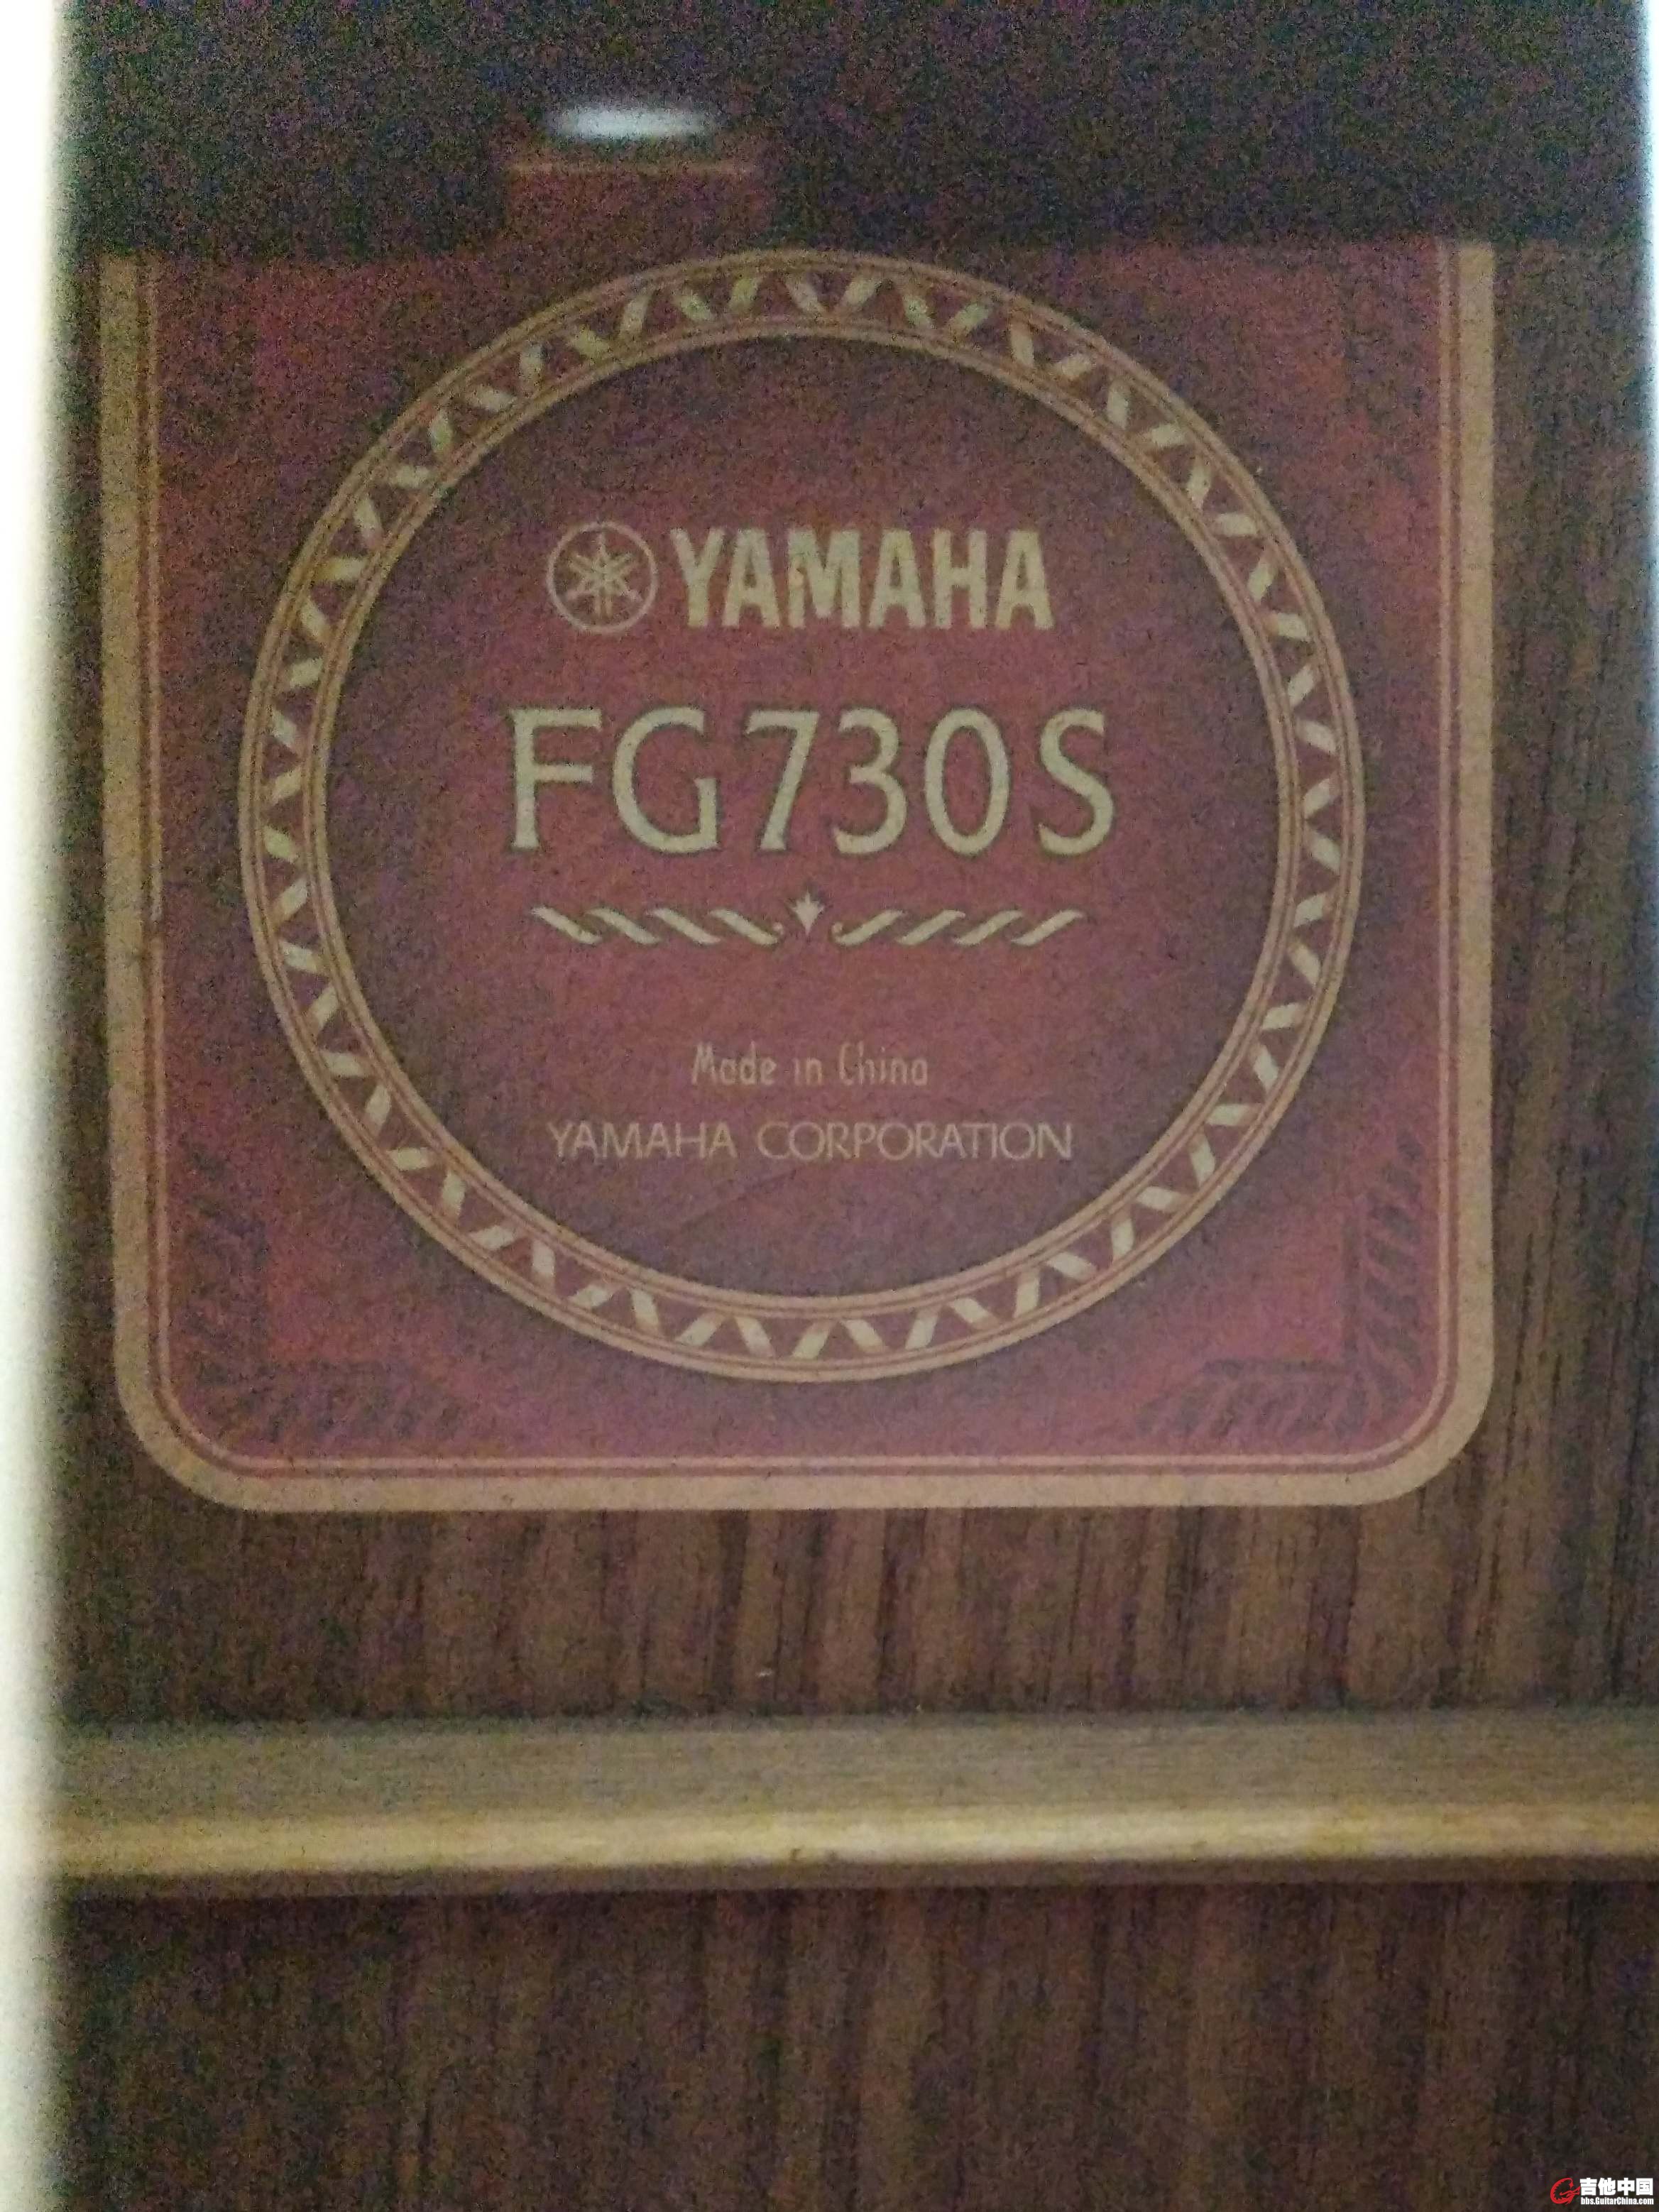 YAMAHA
FG730S
Made in China
YAMAHA CORPORATION
吉他中国
bbs.GuitarChina.com